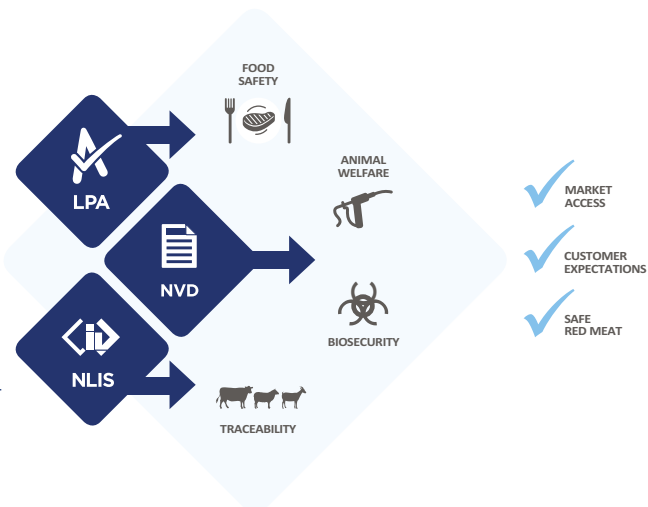 FOOD
SAFETY
LPA
ANIMAL
WELFARE
MARKET
ACCESS
NVD
CUSTOMER
EXPECTATIONS
BIOSECURITY
SAFE
RED MEAT
NLIS
TRACEABILITY